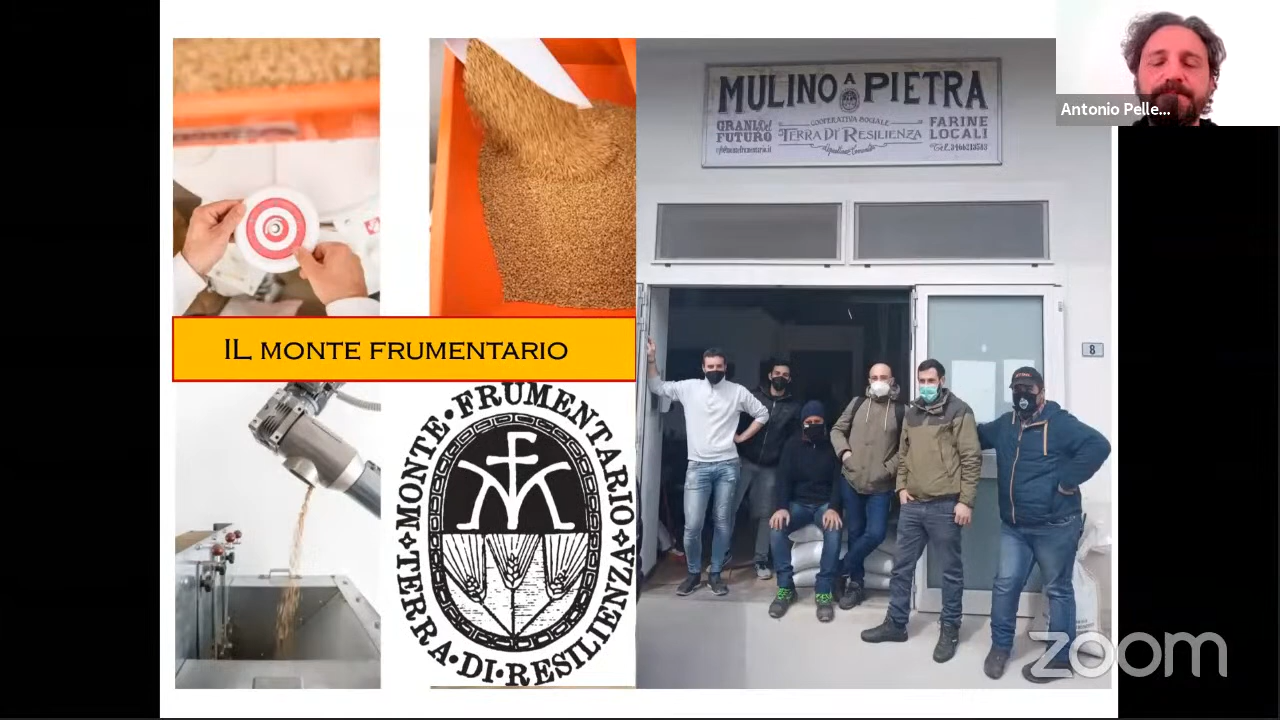 MULINO A PIETRA
GRANI DEL FUTURO
COOPERATIVA SOCIALE
TERRA DI RESILIENZA
FARINE LOCALI
Antonio Pelle...
8
IL MONTE FRUMENTARIO
MONTE•FRUMENTARIO
TERRA•DI•RESILIENZA
zoom